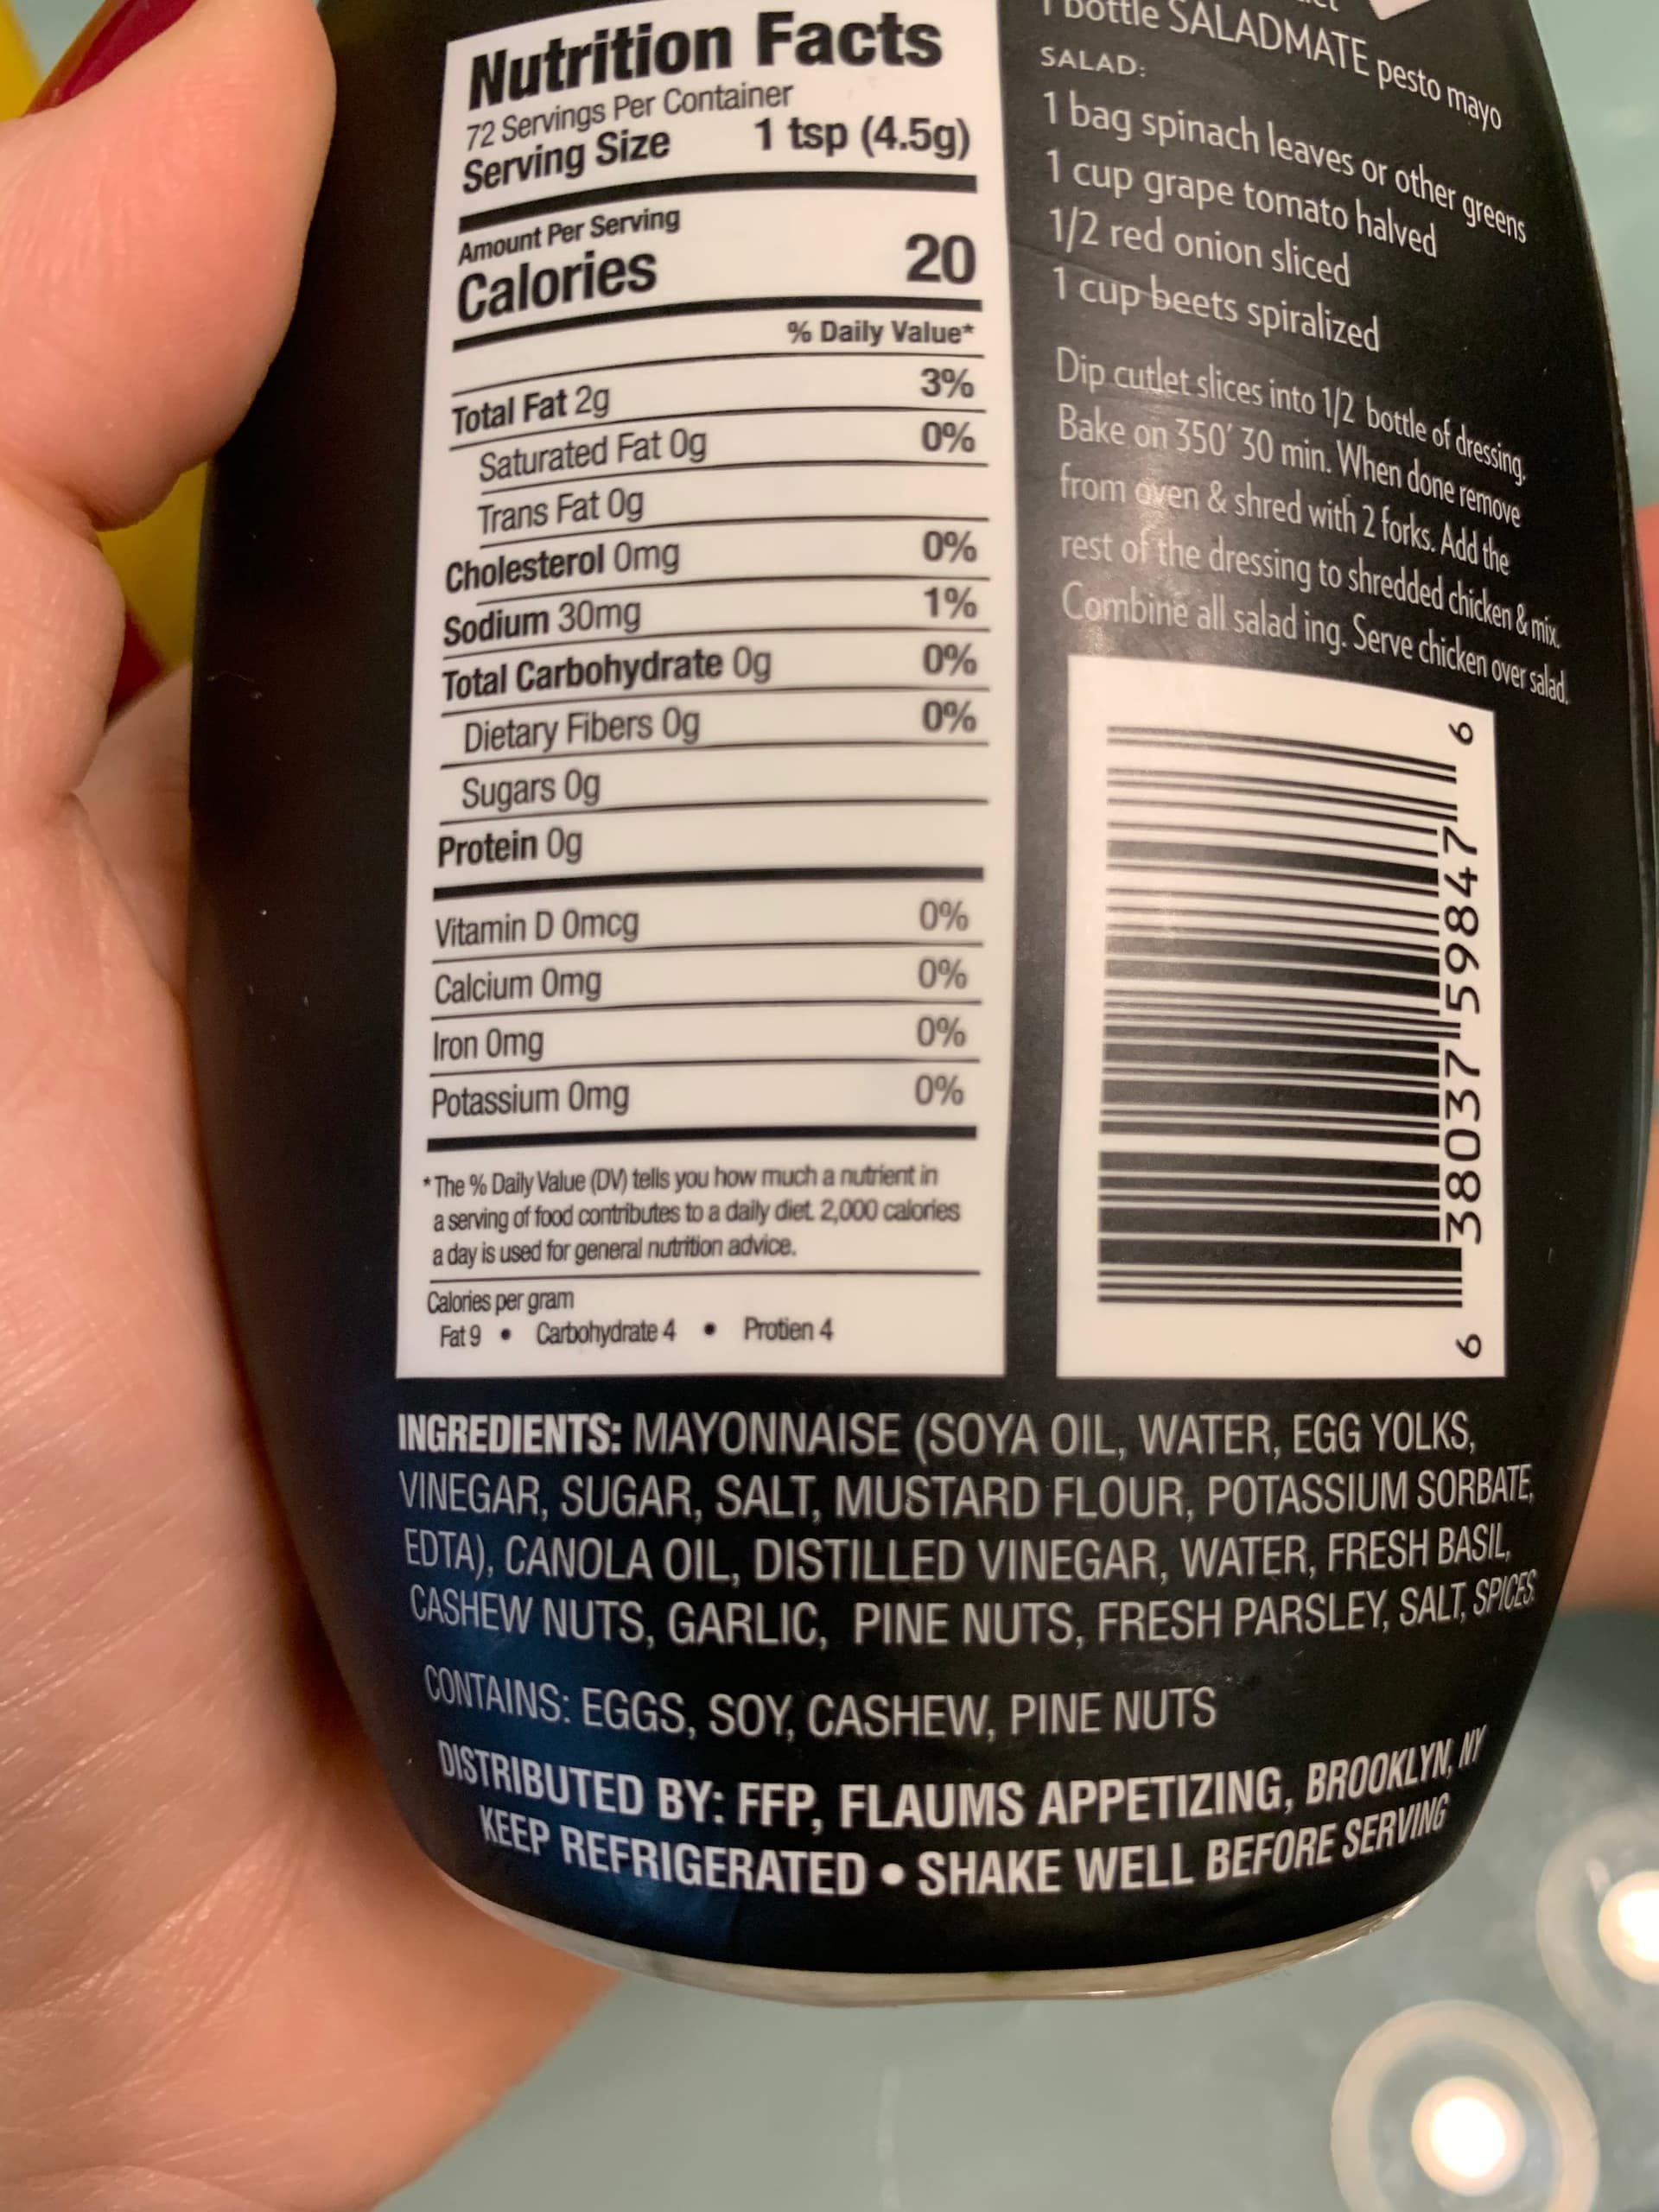 Nutrition Facts
72 Servings Per Container
Serving Size 1 tsp (4.5g)
Amount Per Serving
Calories 20
% Daily Value*
Total Fat 2g 3%
Saturated Fat 0g 0%
Trans Fat 0g
Cholesterol 0mg 0%
Sodium 30mg 1%
Total Carbohydrate 0g 0%
Dietary Fibers 0g 0%
Sugars 0g
Protein 0g
Vitamin D 0mcg 0%
Calcium 0mg 0%
Iron 0mg 0%
Potassium 0mg 0%
*The % Daily Value (DV) tells you how much a nutrient in
a serving of food contributes to a daily diet. 2,000 calories
a day is used for general nutrition advice.
Calories per gram
Fat 9 • Carbohydrate 4 • Protien 4
1 bottle SALADMATE pesto mayo
SALAD:
1 bag spinach leaves or other greens
1 cup grape tomato halved
1/2 red onion sliced
1 cup beets spiralized
Dip cutlet slices into 1/2 bottle of dressing.
Bake on 350' 30 min. When done remove
from oven & shred with 2 forks. Add the
rest of the dressing to shredded chicken & mix.
Combine all salad ing. Serve chicken over salad.
6 38037 59847 6
INGREDIENTS: MAYONNAISE (SOYA OIL, WATER, EGG YOLKS,
VINEGAR, SUGAR, SALT, MUSTARD FLOUR, POTASSIUM SORBATE,
EDTA), CANOLA OIL, DISTILLED VINEGAR, WATER, FRESH BASIL,
CASHEW NUTS, GARLIC, PINE NUTS, FRESH PARSLEY, SALT, SPICES.
CONTAINS: EGGS, SOY, CASHEW, PINE NUTS
DISTRIBUTED BY: FFP, FLAUMS APPETIZING, BROOKLYN, NY
KEEP REFRIGERATED • SHAKE WELL BEFORE SERVING